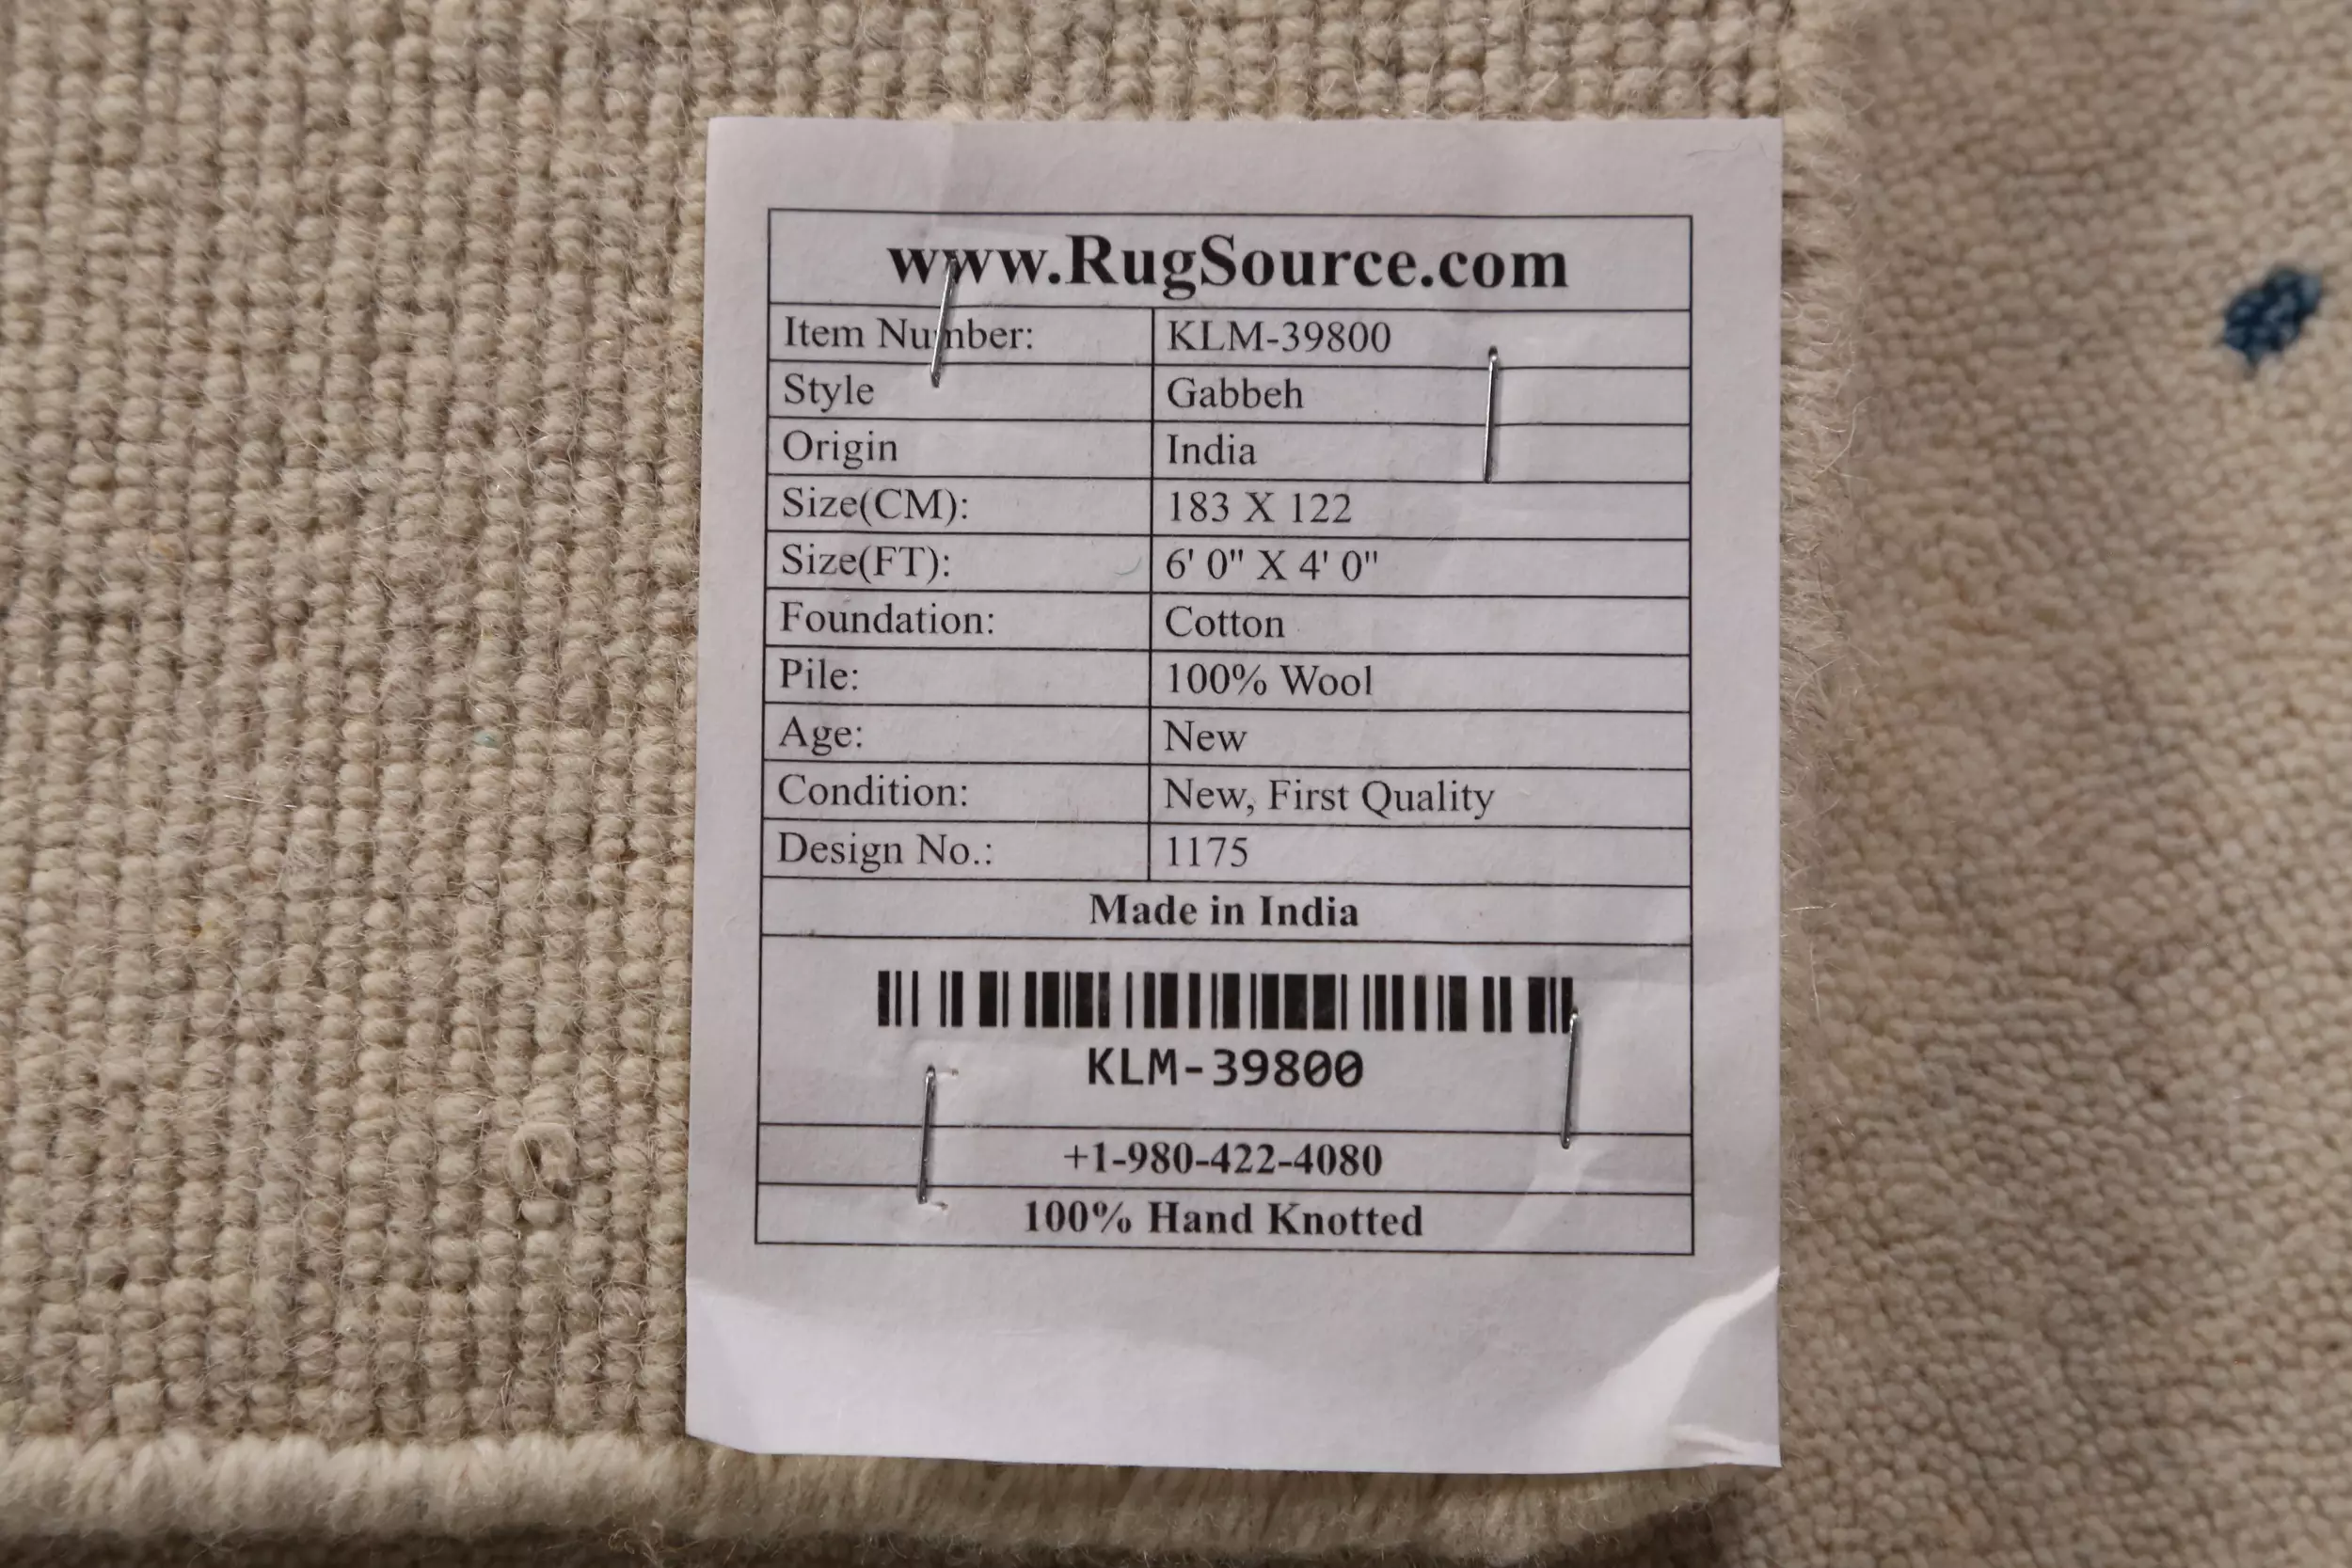 www.RugSource.com
Item Number: KLM-39800
Style Gabbeh
Origin India
Size(CM): 183 X 122
Size(FT): 6' 0" X 4' 0"
Foundation: Cotton
Pile: 100% Wool
Age: New
Condition: New, First Quality
Design No.: 1175
Made in India
KLM-39800
+1-980-422-4080
100% Hand Knotted